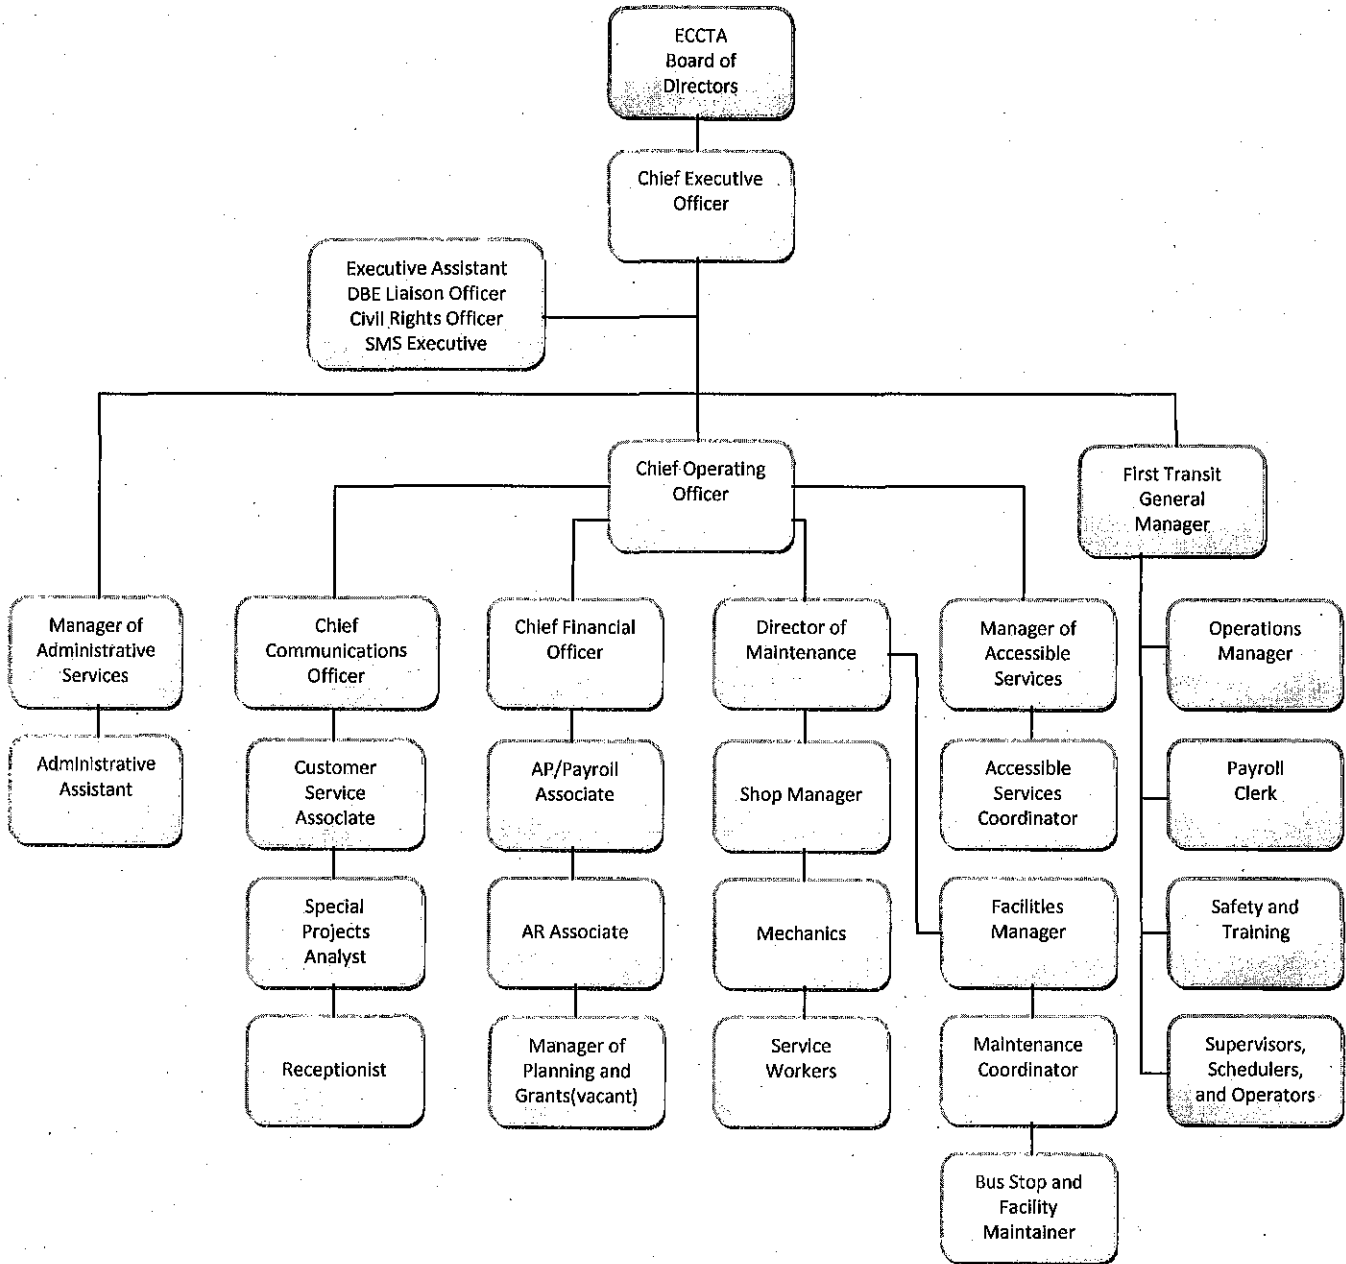 ECCTA
Board of
Directors
Chief Executive
Officer
Executive Assistant
DBE Liaison Officer
Civil Rights Officer
SMS Executive
Chief Operating
Officer
First Transit
General
Manager
Manager of
Administrative
Services
Chief
Communications
Officer
Chief Financial
Officer
Director of
Maintenance
Manager of
Accessible
Services
Operations
Manager
Administrative
Assistant
Customer
Service
Associate
AP/Payroll
Associate
Shop Manager
Accessible
Services
Coordinator
Payroll
Clerk
Special
Projects
Analyst
AR Associate
Mechanics
Facilities
Manager
Safety and
Training
Receptionist
Manager of
Planning and
Grants(vacant)
Service
Workers
Maintenance
Coordinator
Supervisors,
Schedulers,
and Operators
Bus Stop and
Facility
Maintainer